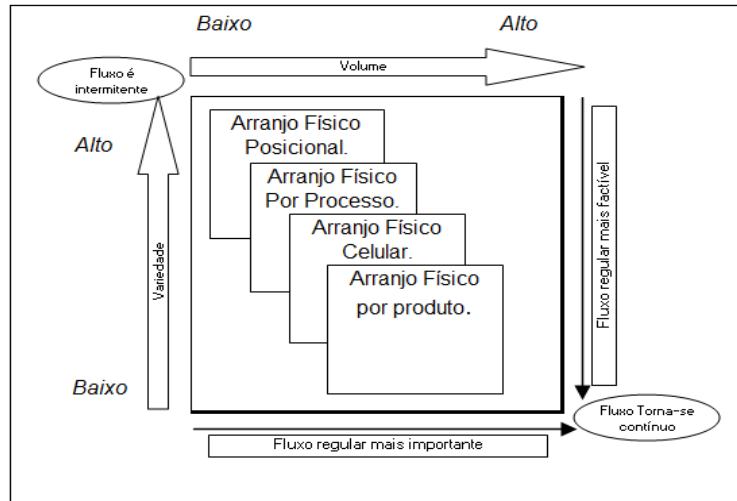 Baixo
Alto
Volume
Fluxo é
intermitente
Alto
Variedade
Baixo
Arranjo Físico
Posicional.
Arranjo Físico
Por Processo.
Arranjo Físico
Celular.
Arranjo Físico
por produto.
Fluxo regular mais factível
Fluxo Torna-se
contínuo
Fluxo regular mais importante